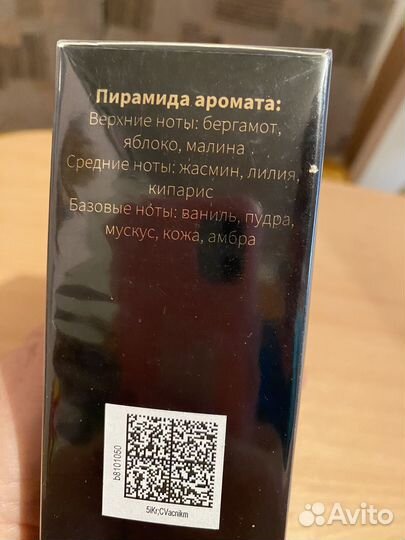 Пирамида аромата:
Верхние ноты: бергамот,
яблоко, малина
Средние ноты: жасмин, лилия,
кипарис
Базовые ноты: ваниль, пудра,
мускус, кожа, амбра
b8101050
5iKr;CVacnikm
Avito